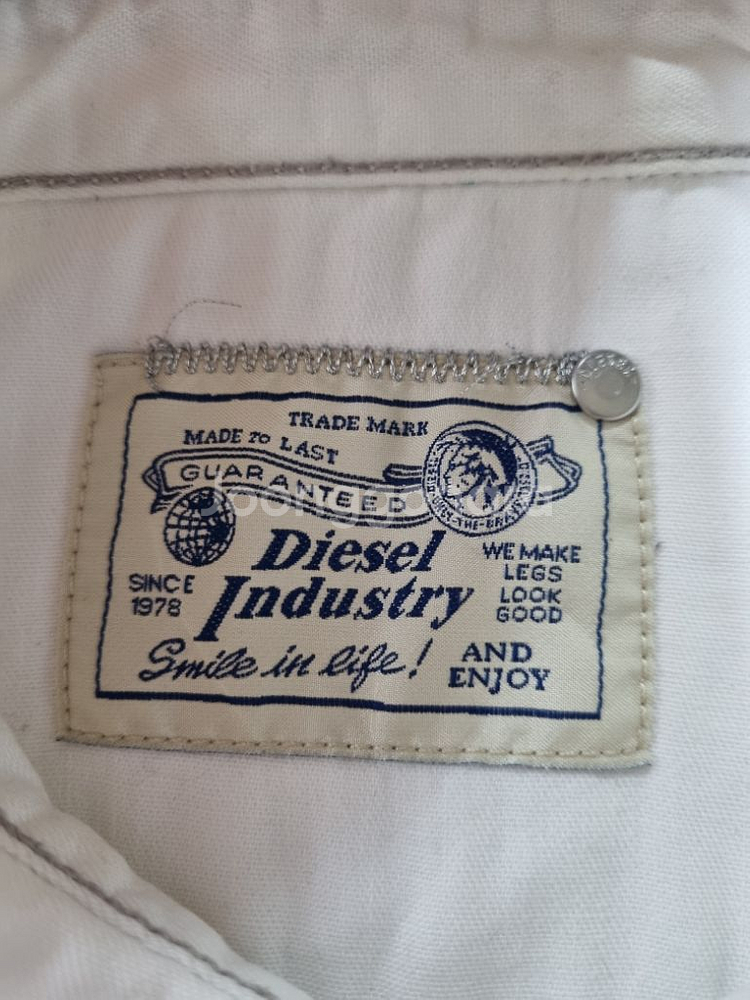 TRADE MARK
MADE TO LAST
GUARANTEED
Diesel
Industry
SINCE
1978
WE MAKE
LEGS
LOOK
GOOD
Smile in life!
AND
ENJOY